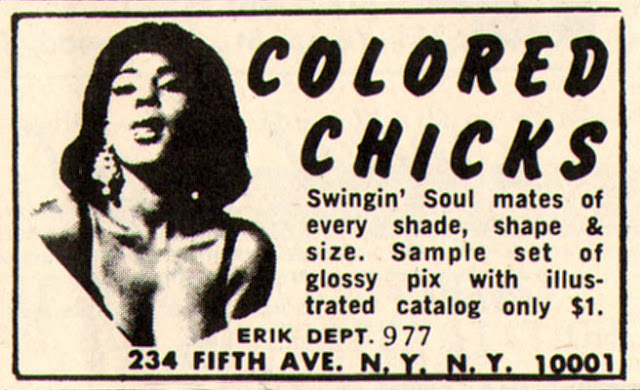 COLORED
CHICKS
Swingin' Soul mates of
every shade, shape &
size. Sample set of
glossy pix with illus-
trated catalog only $1.
ERIK DEPT. 977
234 FIFTH AVE. N. Y. N. Y. 10001